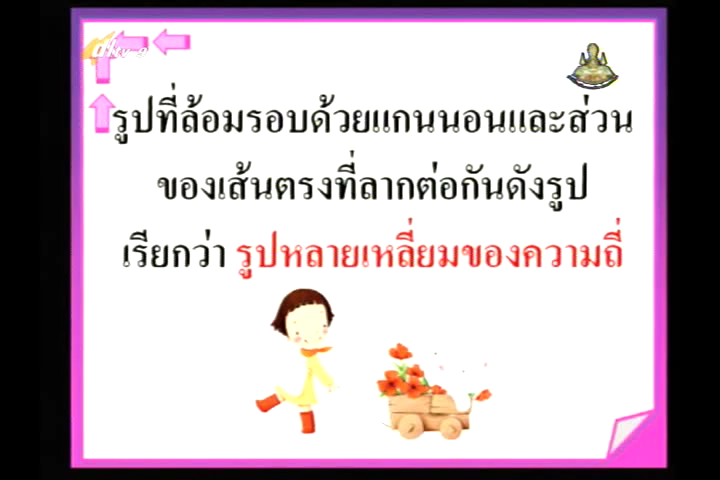 รูปที่ล้อมรอบด้วยแกนนอนและส่วน
ของเส้นตรงที่ลากต่อกันดังรูป
เรียกว่า รูปหลายเหลี่ยมของความถี่